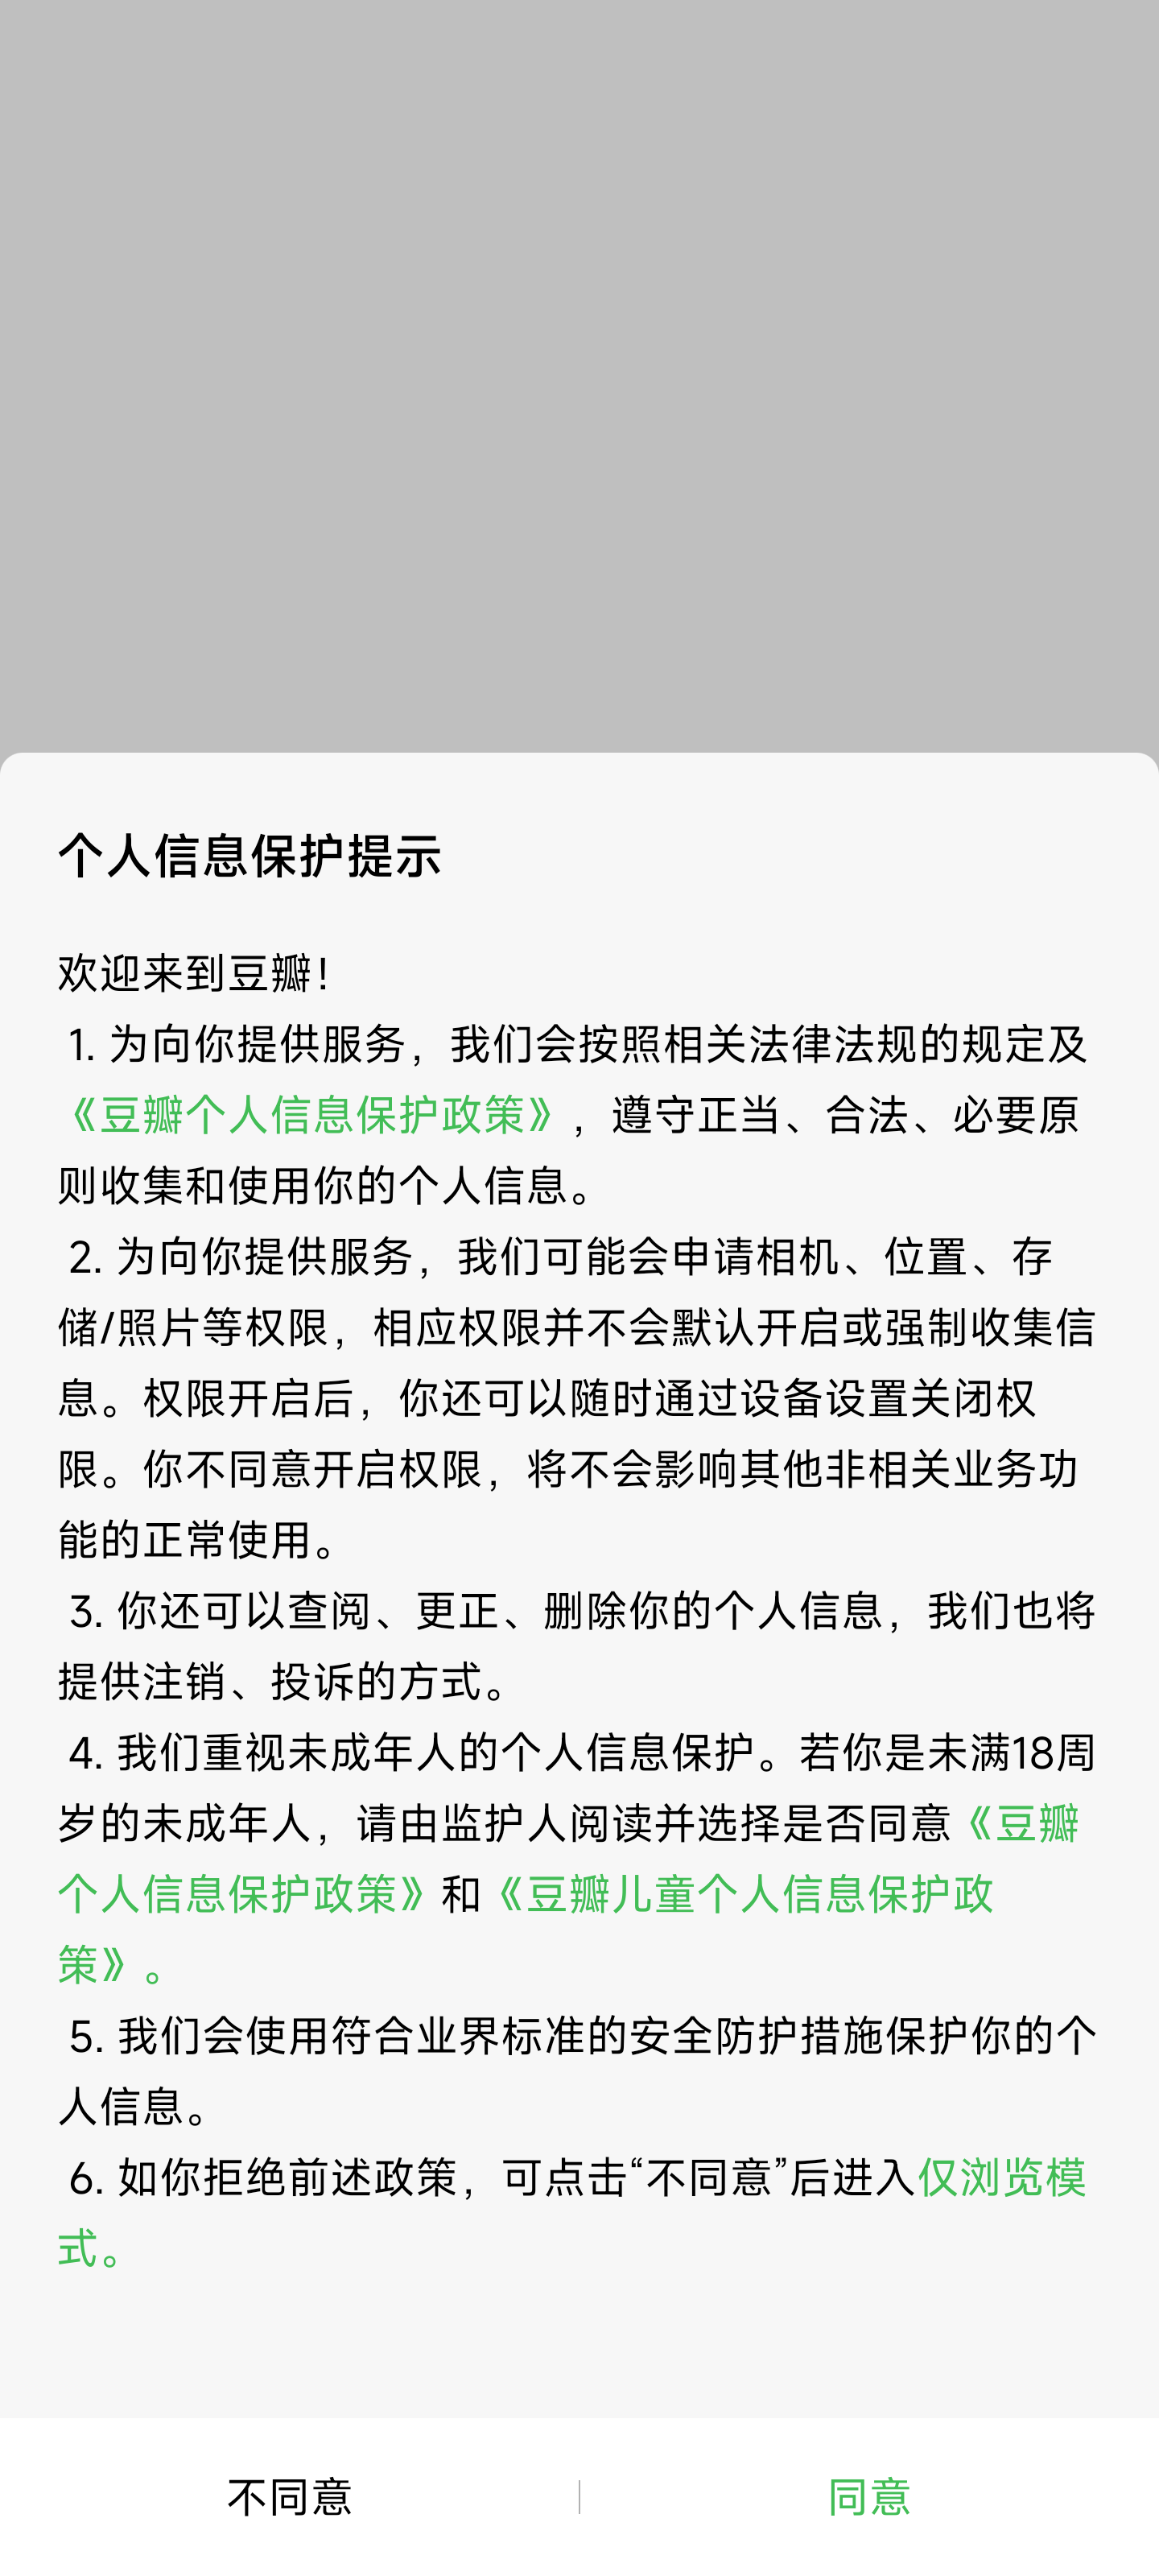 个人信息保护提示
欢迎来到豆瓣！
1. 为向你提供服务，我们会按照相关法律法规的规定及
《豆瓣个人信息保护政策》，遵守正当、合法、必要原
则收集和使用你的个人信息。
2. 为向你提供服务，我们可能会申请相机、位置、存
储/照片等权限，相应权限并不会默认开启或强制收集信
息。权限开启后，你还可以随时通过设备设置关闭权
限。你不同意开启权限，将不会影响其他非相关业务功
能的正常使用。
3. 你还可以查阅、更正、删除你的个人信息，我们也将
提供注销、投诉的方式。
4. 我们重视未成年人的个人信息保护。若你是未满18周
岁的未成年人，请由监护人阅读并选择是否同意《豆瓣
个人信息保护政策》和《豆瓣儿童个人信息保护政
策》。
5. 我们会使用符合业界标准的安全防护措施保护你的个
人信息。
6. 如你拒绝前述政策，可点击“不同意”后进入仅浏览模
式。
不同意
同意